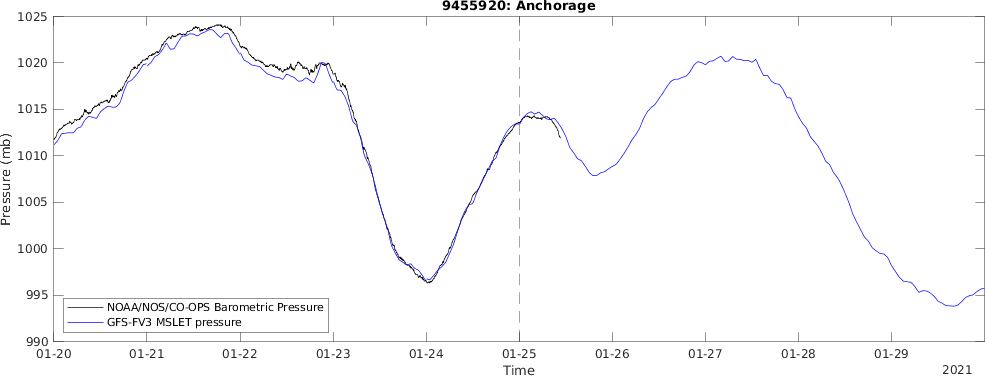 9455920: Anchorage
Pressure (mb)
1025
1020
1015
1010
1005
1000
995
990
NOAA/NOS/CO-OPS Barometric Pressure
GFS-FV3 MSLET pressure
01-20 01-21 01-22 01-23 01-24 01-25 01-26 01-27 01-28 01-29
Time
2021